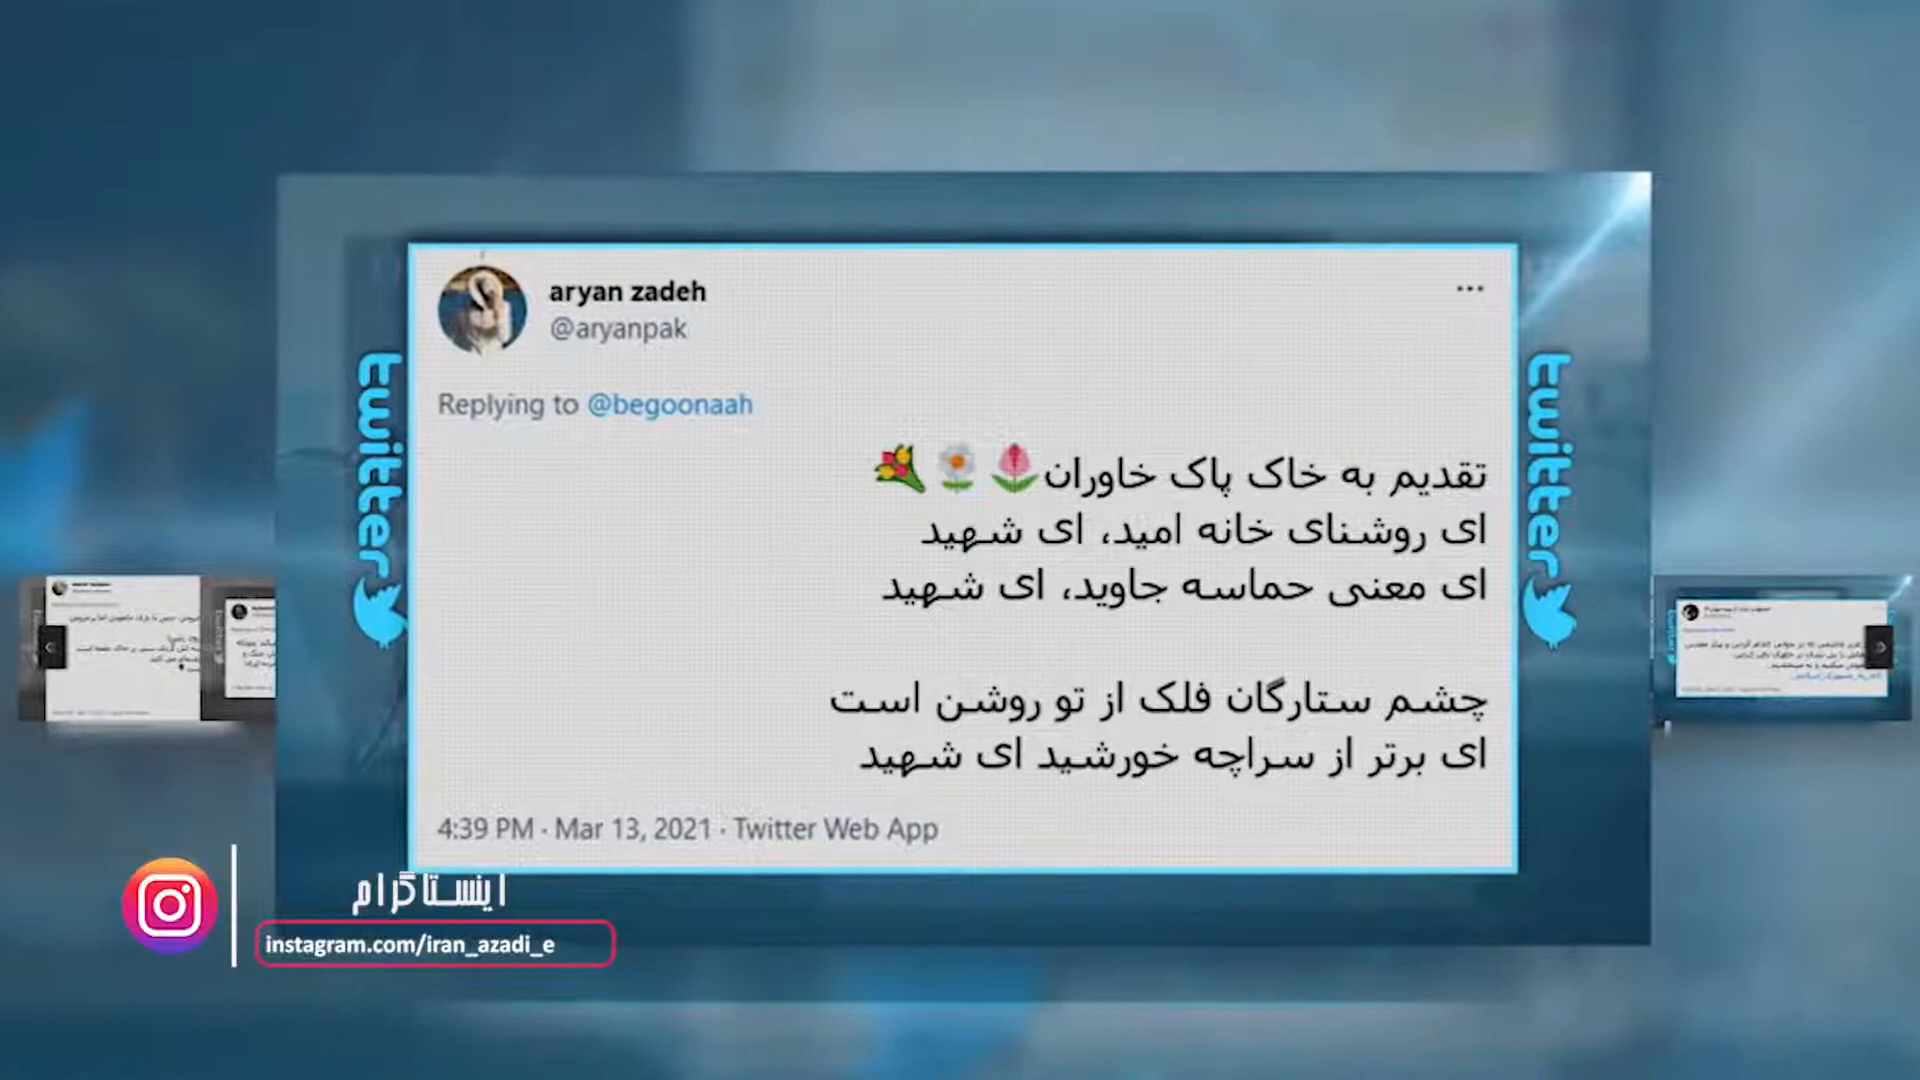 aryan zadeh
@aryanpak
Replying to @begoonaah
تقدیم به خاک پاک خاوران🌷🌼💐
ای روشنای خانه امید، ای شهید
ای معنی حماسه جاوید، ای شهید
چشم ستارگان فلک از تو روشن است
ای برتر از سراچه خورشید ای شهید
4:39 PM · Mar 13, 2021 · Twitter Web App
twitter
twitter
اینستاگرام
instagram.com/iran_azadi_e